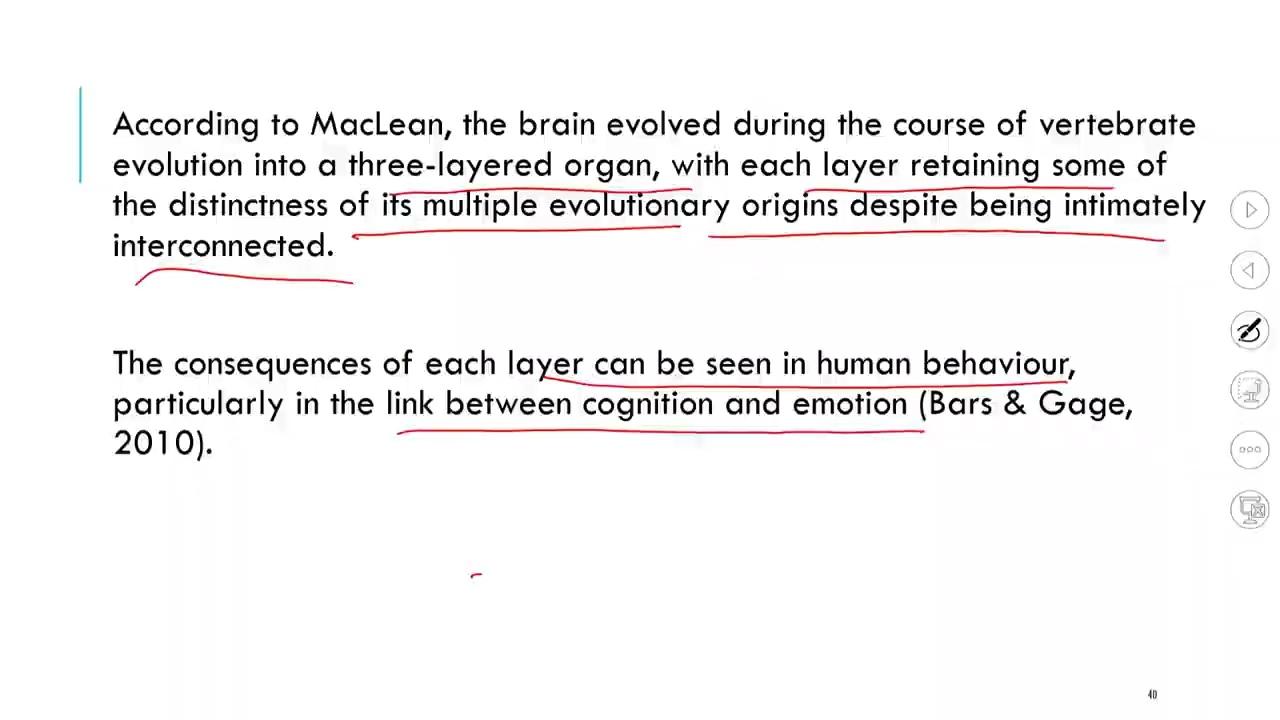 According to MacLean, the brain evolved during the course of vertebrate
evolution into a three-layered organ, with each layer retaining some of
the distinctness of its multiple evolutionary origins despite being intimately
interconnected.
The consequences of each layer can be seen in human behaviour,
particularly in the link between cognition and emotion (Bars & Gage,
2010).
40